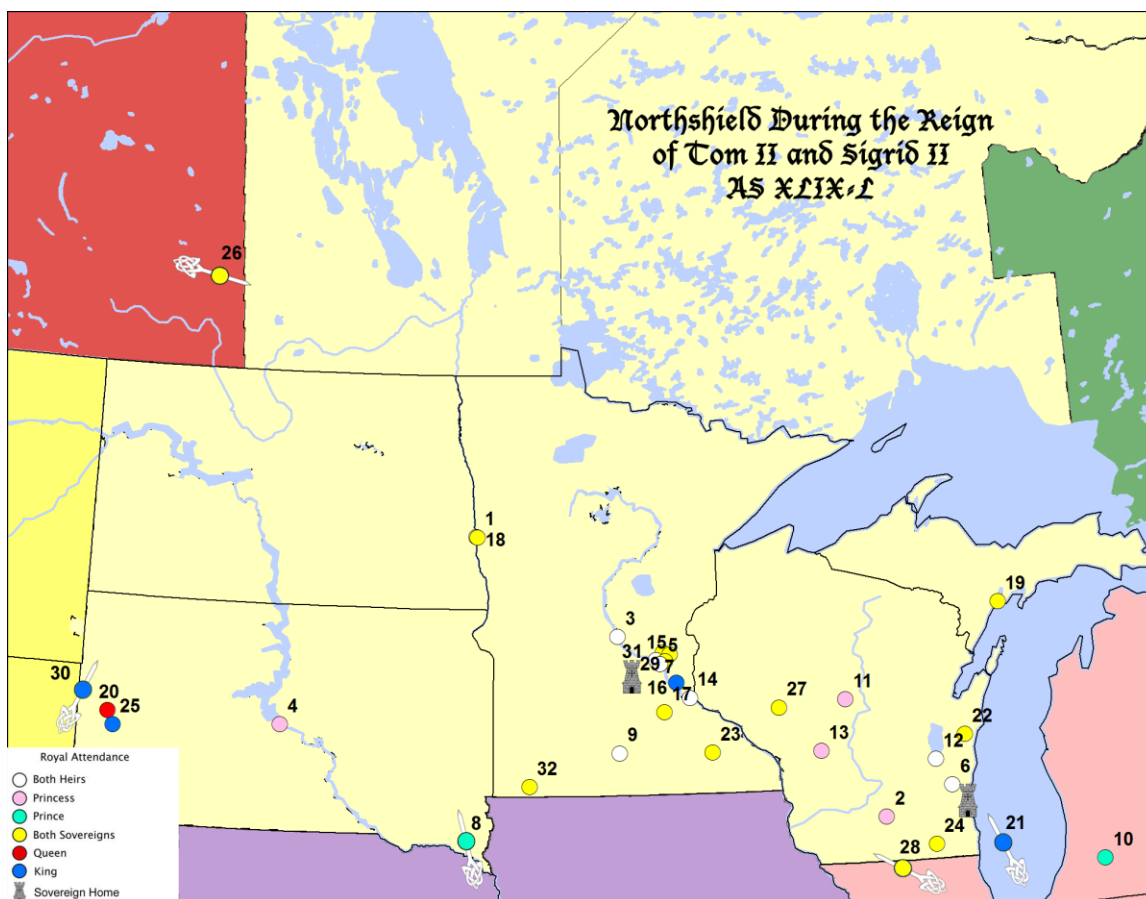 Northshield During the Reign
of Tom II and Sigrid II
AS XLIX-L
26
1
18
19
3
15 5
31
29 7
30
20
25
4
16 17
14
27
11
22
9
23
13
12
6
32
2
8
24
21
28
10
Royal Attendance
Both Heirs
Princess
Prince
Both Sovereigns
Queen
King
Sovereign Home